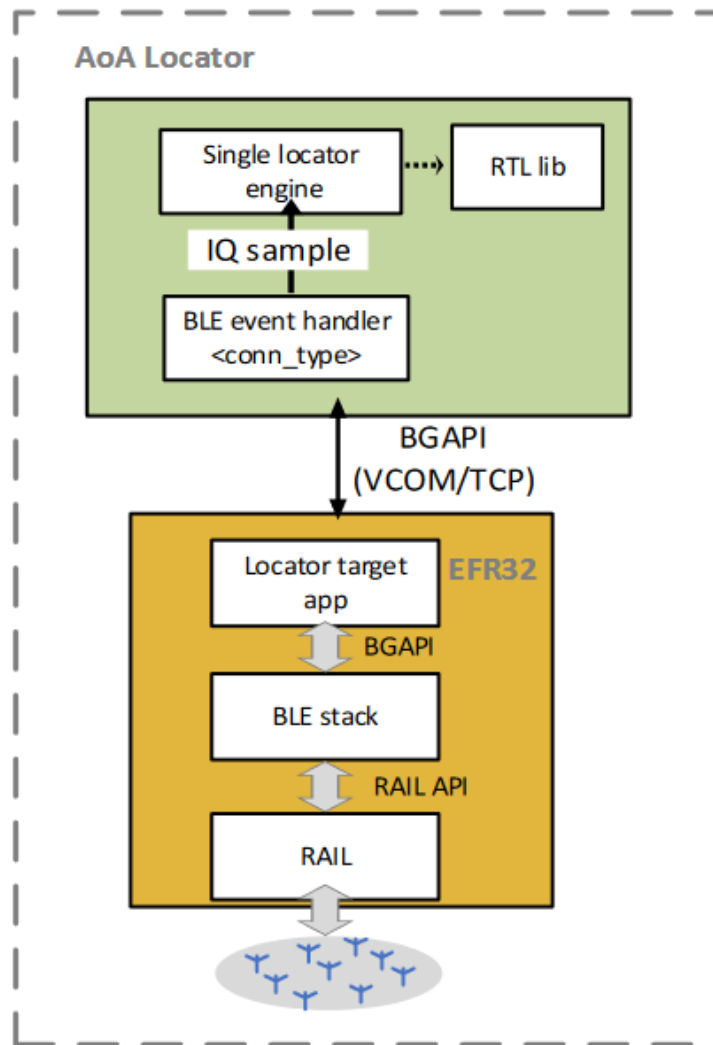 AoA Locator
Single locator
engine
RTL lib
IQ sample
BLE event handler
<conn_type>
BGAPI
(VCOM/TCP)
Locator target
app
EFR32
BGAPI
BLE stack
RAIL API
RAIL